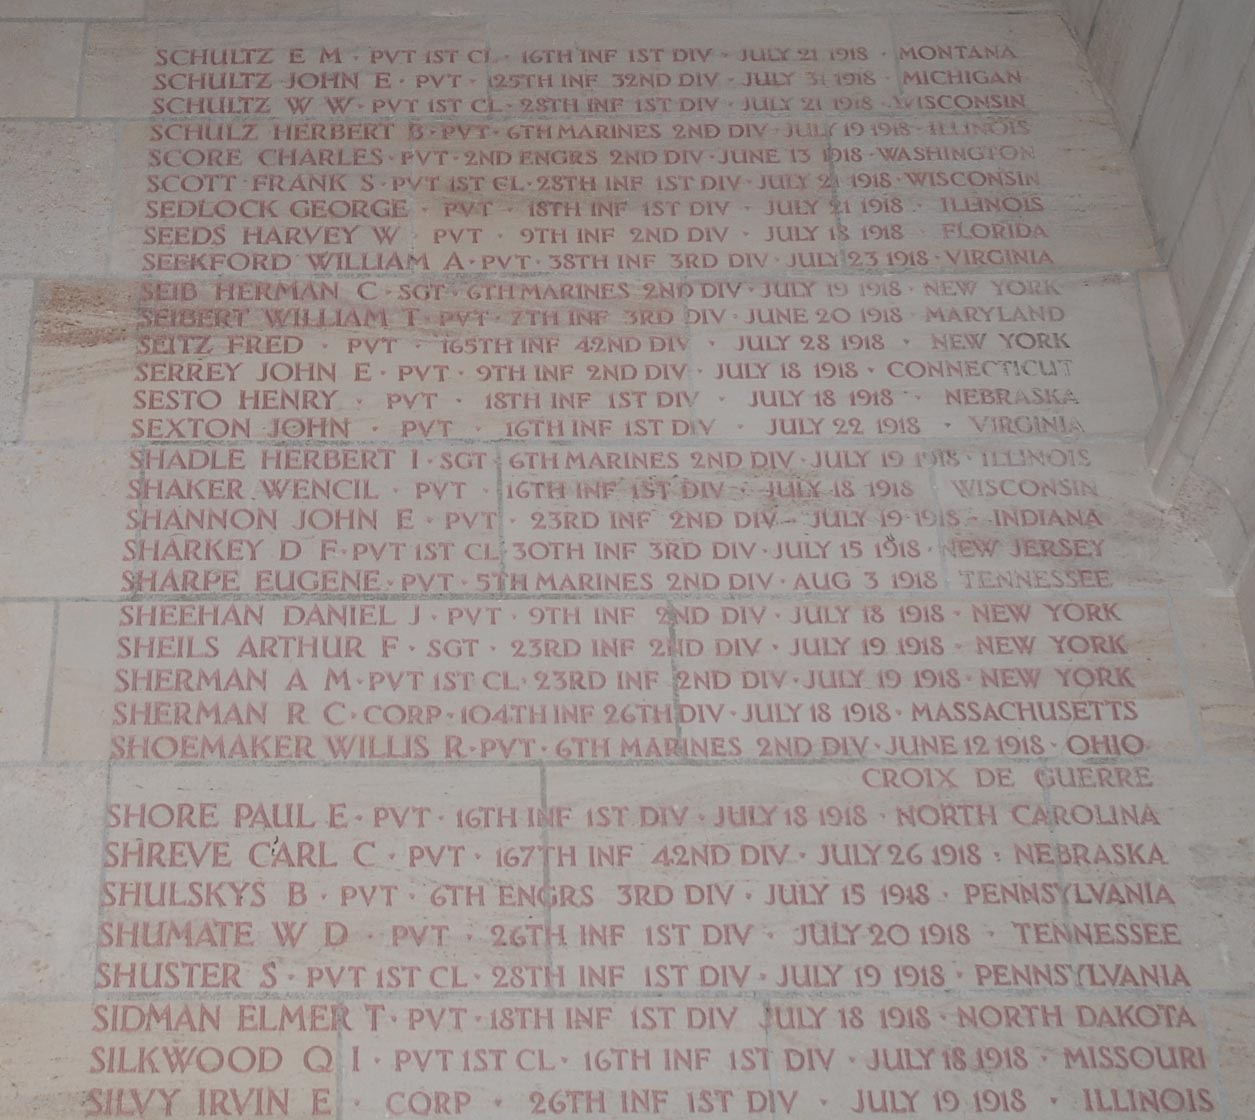 SCHULTZ E M · PVT 1ST CL · 16TH INF 1ST DIV · JULY 21 1918 · MONTANA
SCHULTZ JOHN E · PVT · 125TH INF 32ND DIV · JULY 31 1918 · MICHIGAN
SCHULTZ W W · PVT 1ST CL · 28TH INF 1ST DIV · JULY 21 1918 · WISCONSIN
SCHULZ HERBERT B · PVT · 6TH MARINES 2ND DIV · JULY 19 1918 · ILLINOIS
SCORE CHARLES · PVT · 2ND ENGRS 2ND DIV · JUNE 13 1918 · WASHINGTON
SCOTT FRANK S · PVT 1ST CL · 28TH INF 1ST DIV · JULY 21 1918 · WISCONSIN
SEDLOCK GEORGE · PVT · 18TH INF 1ST DIV · JULY 21 1918 · ILLINOIS
SEEDS HARVEY W · PVT · 9TH INF 2ND DIV · JULY 18 1918 · FLORIDA
SEEKFORD WILLIAM A · PVT · 38TH INF 3RD DIV · JULY 23 1918 · VIRGINIA
SEIB HERMAN C · SGT · 6TH MARINES 2ND DIV · JULY 19 1918 · NEW YORK
SEIBERT WILLIAM T · PVT · 7TH INF 3RD DIV · JUNE 20 1918 · MARYLAND
SEITZ FRED · PVT · 165TH INF 42ND DIV · JULY 28 1918 · NEW YORK
SERREY JOHN E · PVT · 9TH INF 2ND DIV · JULY 18 1918 · CONNECTICUT
SESTO HENRY · PVT · 18TH INF 1ST DIV · JULY 18 1918 · NEBRASKA
SEXTON JOHN · PVT · 16TH INF 1ST DIV · JULY 22 1918 · VIRGINIA
SHADLE HERBERT I · SGT · 6TH MARINES 2ND DIV · JULY 19 1918 · ILLINOIS
SHAKER WENCIL · PVT · 16TH INF 1ST DIV · JULY 18 1918 · WISCONSIN
SHANNON JOHN E · PVT · 23RD INF 2ND DIV · JULY 19 1918 · INDIANA
SHARKEY D F · PVT 1ST CL · 30TH INF 3RD DIV · JULY 15 1918 · NEW JERSEY
SHARPE EUGENE · PVT · 5TH MARINES 2ND DIV · AUG 3 1918 · TENNESSEE
SHEEHAN DANIEL J · PVT · 9TH INF 2ND DIV · JULY 18 1918 · NEW YORK
SHEILS ARTHUR F · SGT · 23RD INF 2ND DIV · JULY 19 1918 · NEW YORK
SHERMAN A M · PVT 1ST CL · 23RD INF 2ND DIV · JULY 19 1918 · NEW YORK
SHERMAN R C · CORP · 104TH INF 26TH DIV · JULY 18 1918 · MASSACHUSETTS
SHOEMAKER WILLIS R · PVT · 6TH MARINES 2ND DIV · JUNE 12 1918 · OHIO
CROIX DE GUERRE
SHORE PAUL E · PVT · 16TH INF 1ST DIV · JULY 18 1918 · NORTH CAROLINA
SHREVE CARL C · PVT · 167TH INF 42ND DIV · JULY 26 1918 · NEBRASKA
SHULSKYS B · PVT · 6TH ENGRS 3RD DIV · JULY 15 1918 · PENNSYLVANIA
SHUMATE W D · PVT · 26TH INF 1ST DIV · JULY 20 1918 · TENNESSEE
SHUSTER S · PVT 1ST CL · 28TH INF 1ST DIV · JULY 19 1918 · PENNSYLVANIA
SIDMAN ELMER T · PVT · 18TH INF 1ST DIV · JULY 18 1918 · NORTH DAKOTA
SILKWOOD Q I · PVT 1ST CL · 16TH INF 1ST DIV · JULY 18 1918 · MISSOURI
SILVY IRVIN E · CORP · 26TH INF 1ST DIV · JULY 19 1918 · ILLINOIS